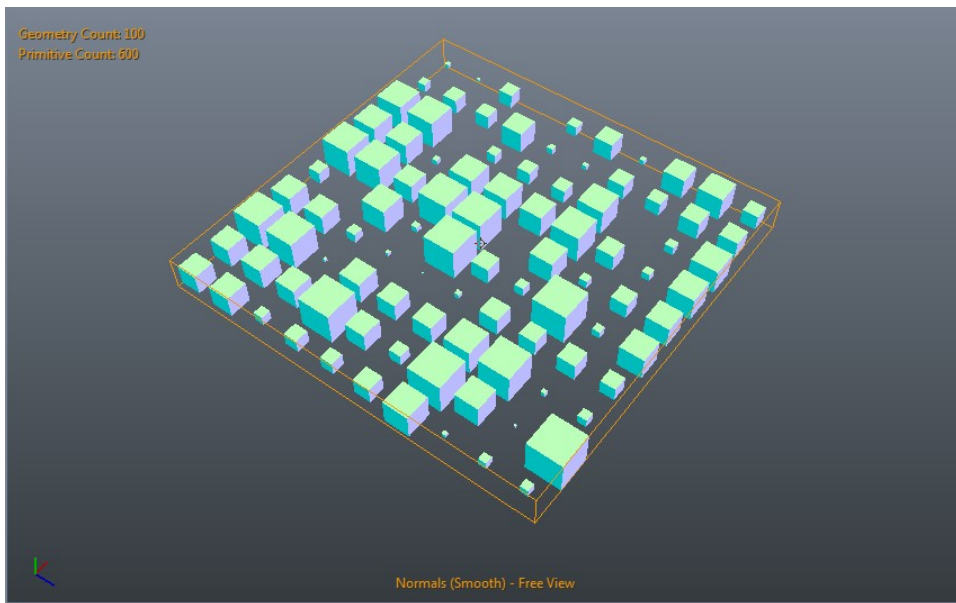 Geometry Count: 100
Primitive Count: 600
Normals (Smooth) - Free View